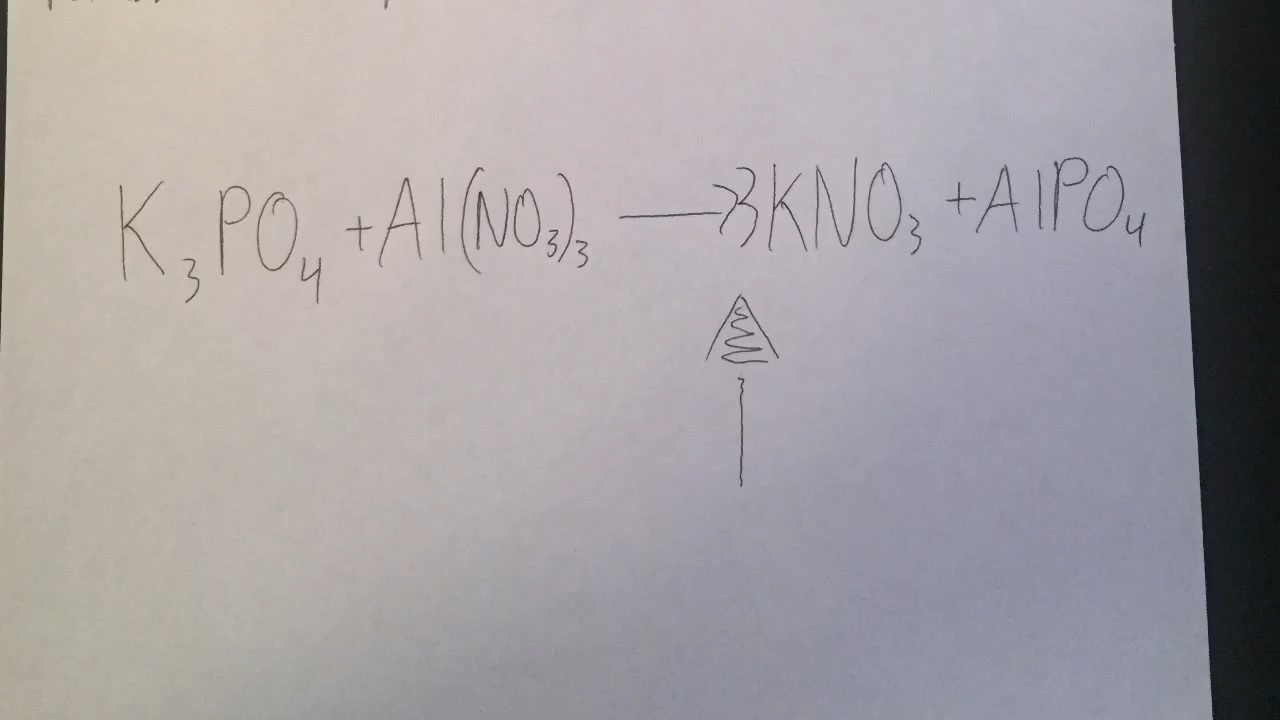 K₃PO₄ + Al(NO₃)₃ → 3KNO₃ + AlPO₄